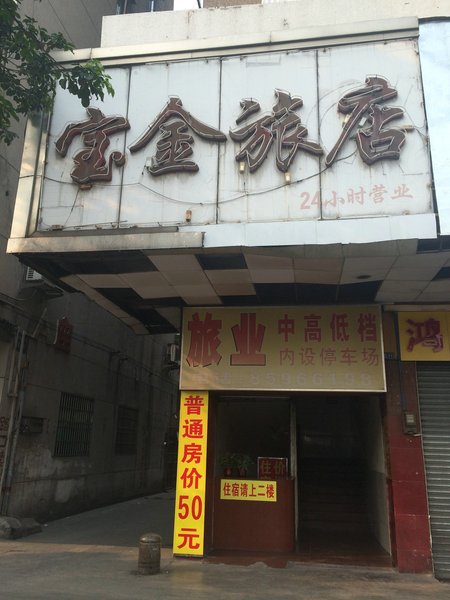 宝金旅店
24小时营业
旅业 中高低档
内设停车场
鸿
普通房价50元
住价
住宿请上二楼